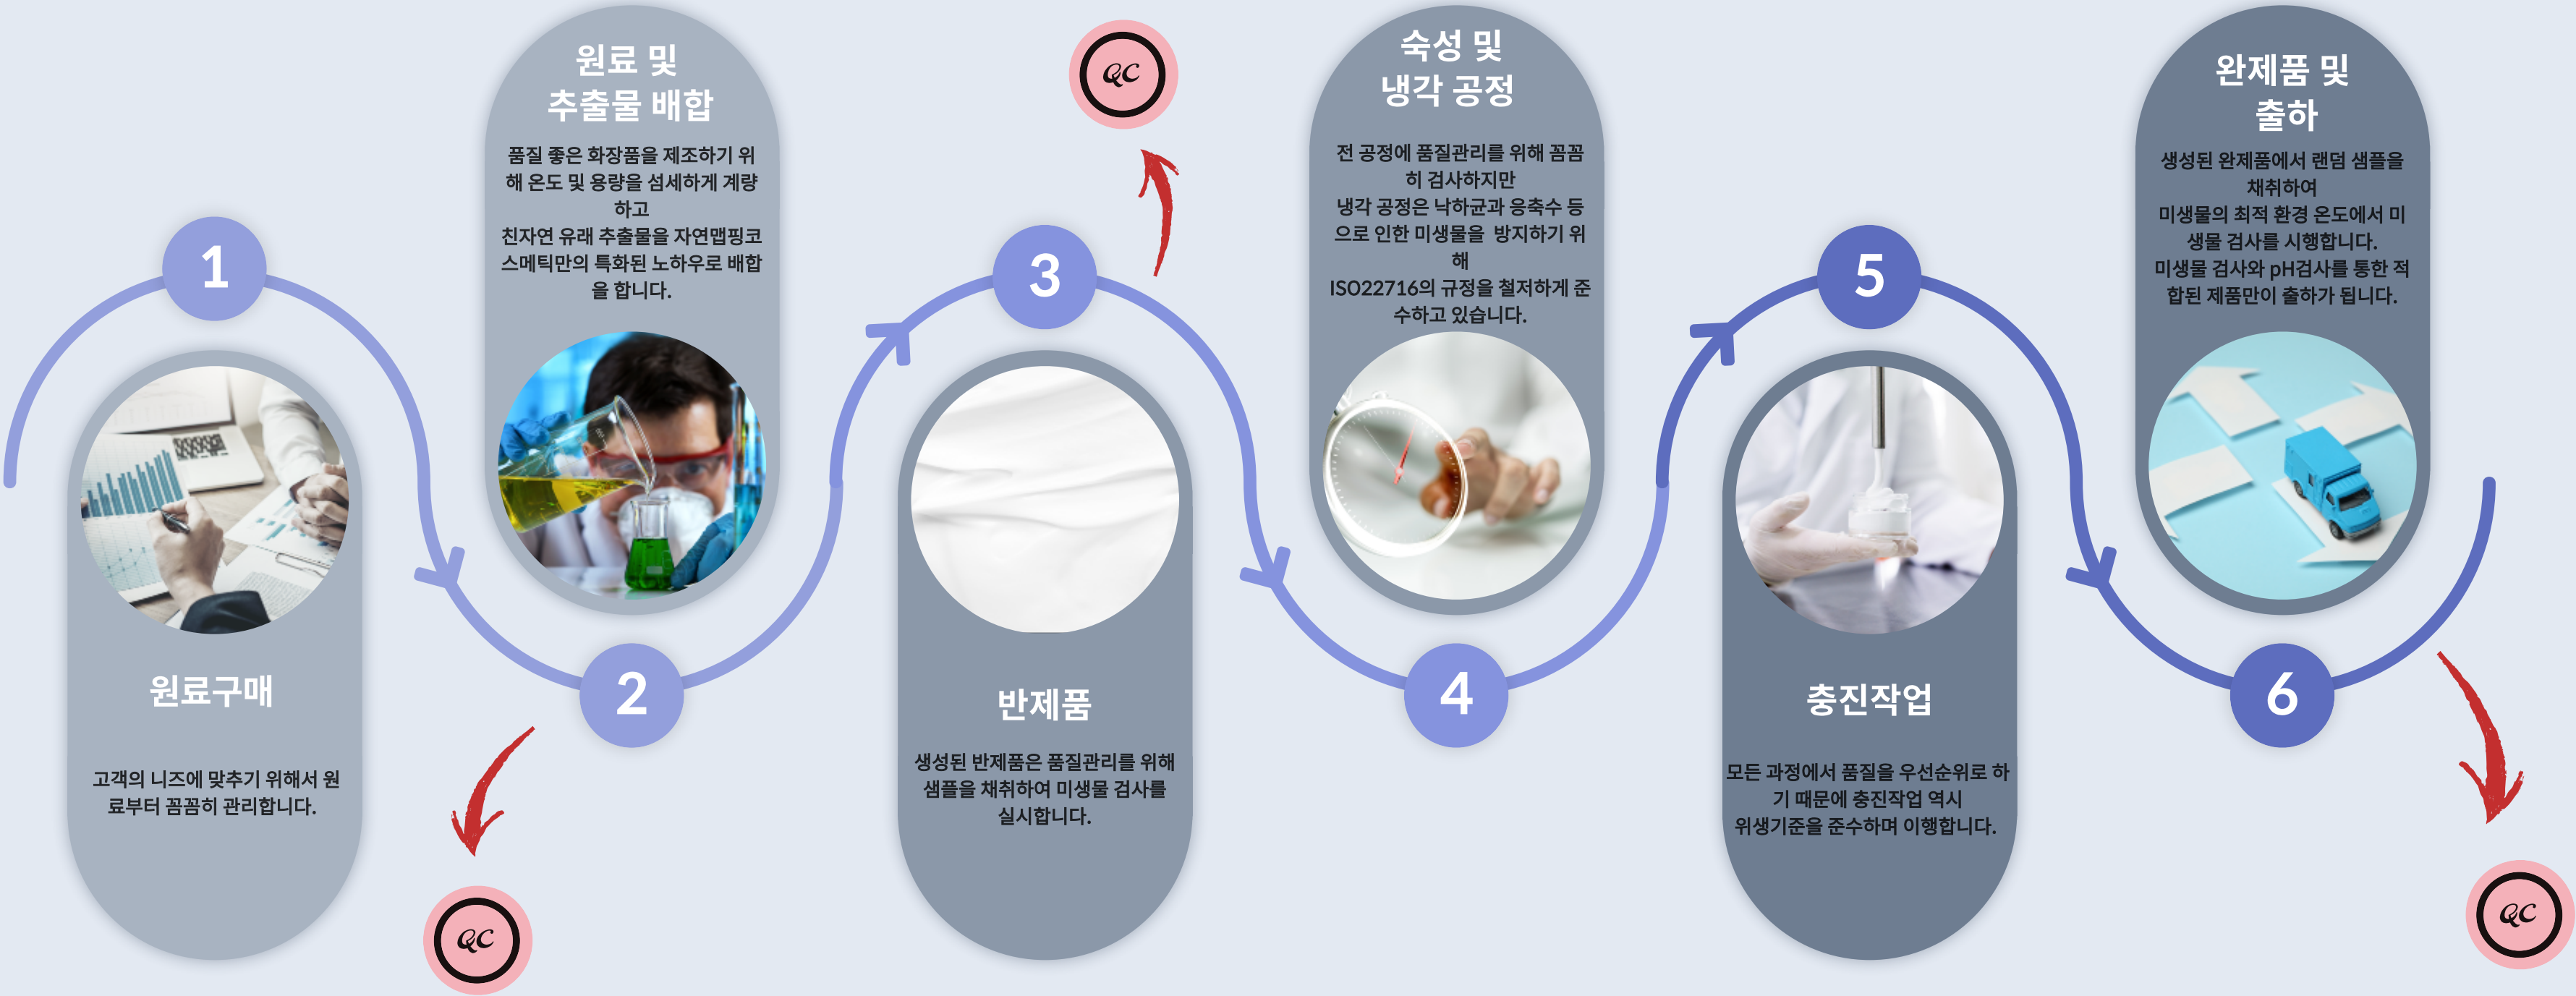 1
원료구매
고객의 니즈에 맞추기 위해서 원
료부터 꼼꼼히 관리합니다.
원료 및
추출물 배합
품질 좋은 화장품을 제조하기 위
해 온도 및 용량을 섬세하게 계량
하고
친자연 유래 추출물을 자연맵핑코
스메틱만의 특화된 노하우로 배합
을 합니다.
2
QC
3
QC
반제품
생성된 반제품은 품질관리를 위해
샘플을 채취하여 미생물 검사를
실시합니다.
숙성 및
냉각 공정
전 공정에 품질관리를 위해 꼼꼼
히 검사하지만
냉각 공정은 낙하균과 응축수 등
으로 인한 미생물을 방지하기 위
해
ISO22716의 규정을 철저하게 준
수하고 있습니다.
4
5
충진작업
모든 과정에서 품질을 우선순위로 하
기 때문에 충진작업 역시
위생기준을 준수하며 이행합니다.
완제품 및
출하
생성된 완제품에서 랜덤 샘플을
채취하여
미생물의 최적 환경 온도에서 미
생물 검사를 시행합니다.
미생물 검사와 pH검사를 통한 적
합된 제품만이 출하가 됩니다.
6
QC